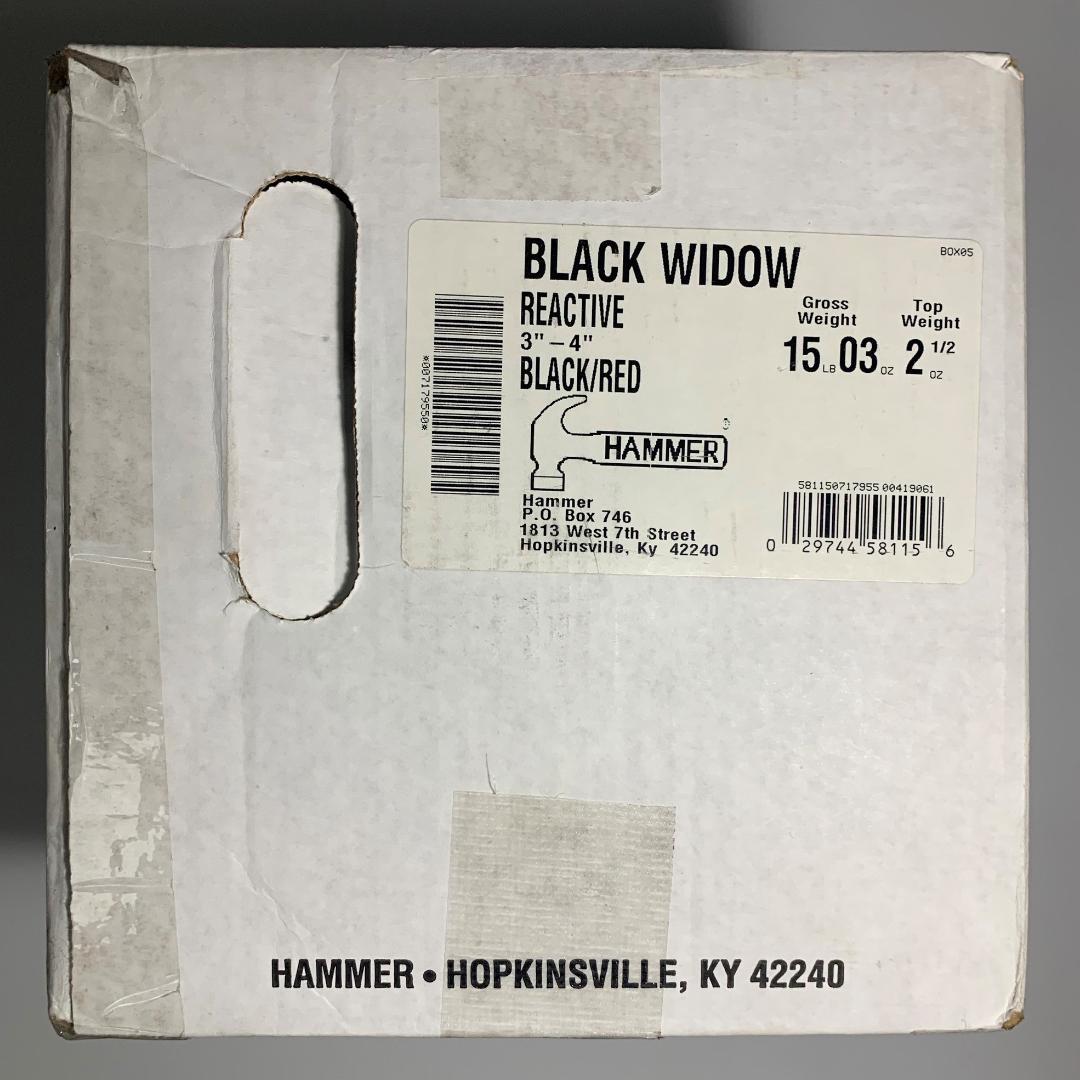 BLACK WIDOW
BOX05
REACTIVE
3" – 4"
BLACK/RED
Gross
Weight
Top
Weight
15 LB 03 OZ 2 1/2 OZ
*007179550*
HAMMER®
Hammer
P.O. Box 746
1813 West 7th Street
Hopkinsville, Ky 42240
581150717955 00419061
0 29744 58115 6
HAMMER • HOPKINSVILLE, KY 42240